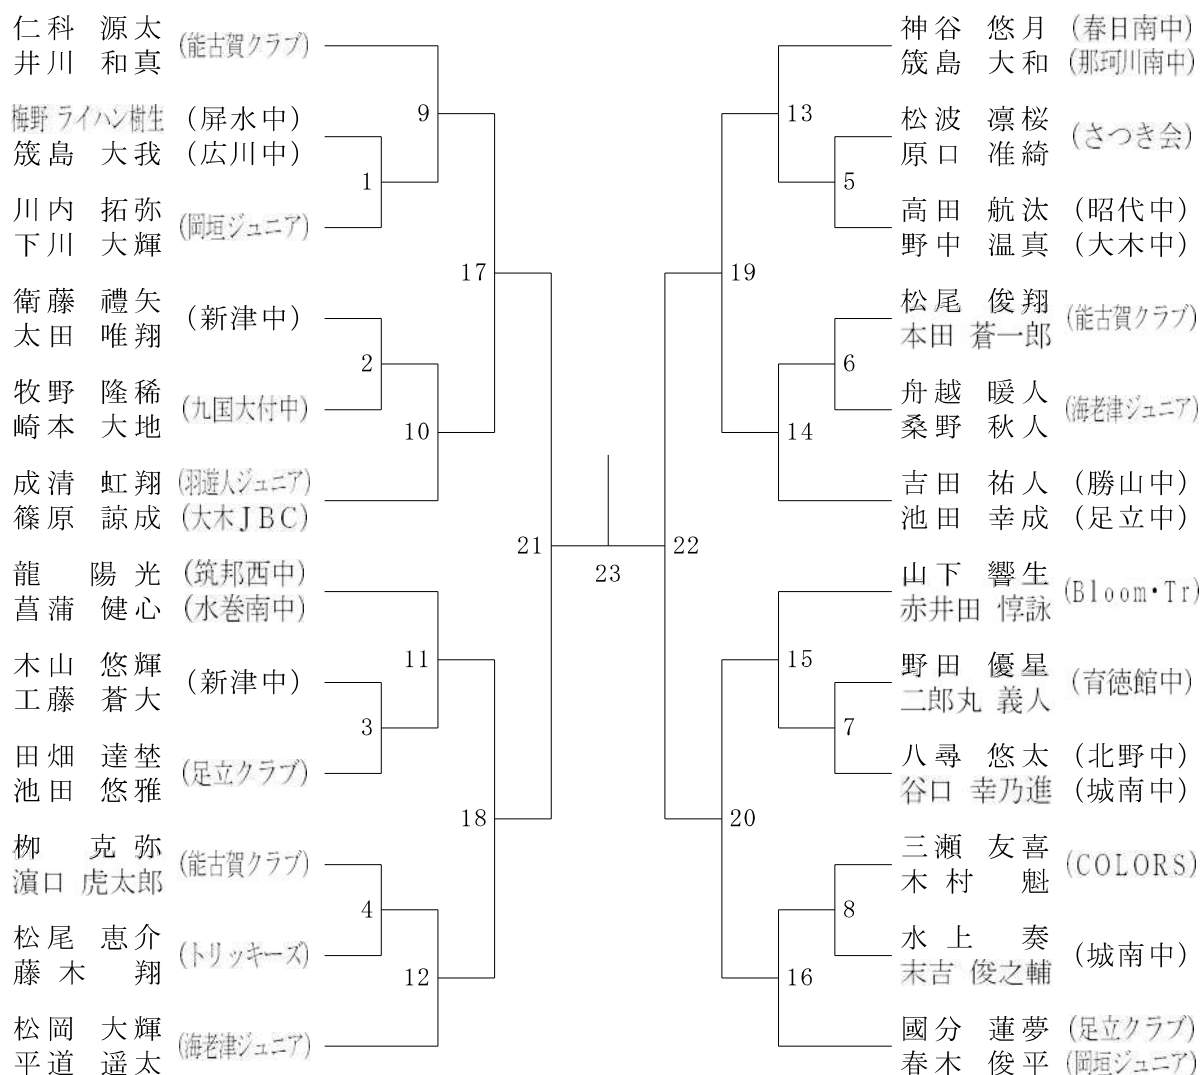 仁科 源太 (能古賀クラブ)
井川 和真
梅野 ライハン樹生 (屏水中)
筬島 大我 (広川中)
川内 拓弥 (岡垣ジュニア)
下川 大輝
衛藤 禮矢 (新津中)
太田 唯翔
牧野 隆稀 (九国大付中)
崎本 大地
成清 虹翔 (羽遊人ジュニア)
篠原 諒成 (大木JBC)
龍 陽光 (筑邦西中)
菖蒲 健心 (水巻南中)
木山 悠輝 (新津中)
工藤 蒼大
田畑 達埜 (足立クラブ)
池田 悠雅
栁 克弥 (能古賀クラブ)
濵口 虎太郎
松尾 恵介 (トリッキーズ)
藤木 翔
松岡 大輝 (海老津ジュニア)
平道 遥太
9
1
17
2
10
21
11
3
18
4
12
23
22
13
5
19
6
14
15
7
20
8
16
神谷 悠月 (春日南中)
筬島 大和 (那珂川南中)
松波 凛桜 (さつき会)
原口 准綺
高田 航汰 (昭代中)
野中 温真 (大木中)
松尾 俊翔 (能古賀クラブ)
本田 蒼一郎
舟越 暖人 (海老津ジュニア)
桑野 秋人
吉田 祐人 (勝山中)
池田 幸成 (足立中)
山下 響生 (Bloom・Tr)
赤井田 惇詠
野田 優星 (育徳館中)
二郎丸 義人
八尋 悠太 (北野中)
谷口 幸乃進 (城南中)
三瀬 友喜 (COLORS)
木村 魁
水上 奏 (城南中)
末吉 俊之輔
國分 蓮夢 (足立クラブ)
春木 俊平 (岡垣ジュニア)